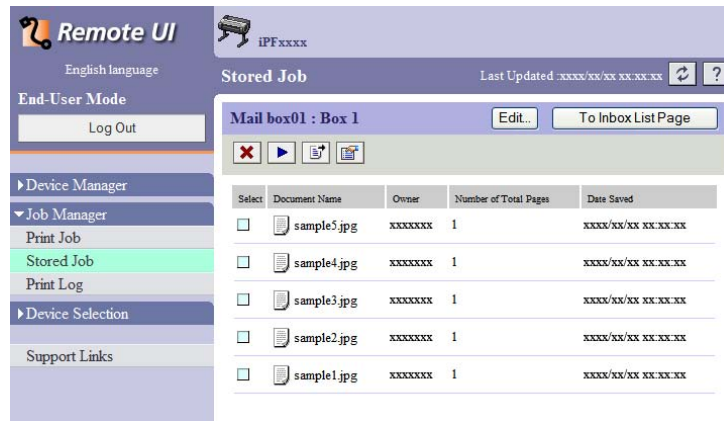 Remote UI
English language
End-User Mode
Log Out
Device Manager
Job Manager
Print Job
Stored Job
Print Log
Device Selection
Support Links
iPFxxxx
Stored Job Last Updated :xxxx/xx/xx xx:xx:xx ?
Mail box01 : Box 1 Edit... To Inbox List Page
Select Document Name Owner Number of Total Pages Date Saved
sample5.jpg xxxxxxx 1 xxxx/xx/xx xx:xx:xx
sample4.jpg xxxxxxx 1 xxxx/xx/xx xx:xx:xx
sample3.jpg xxxxxxx 1 xxxx/xx/xx xx:xx:xx
sample2.jpg xxxxxxx 1 xxxx/xx/xx xx:xx:xx
sample1.jpg xxxxxxx 1 xxxx/xx/xx xx:xx:xx